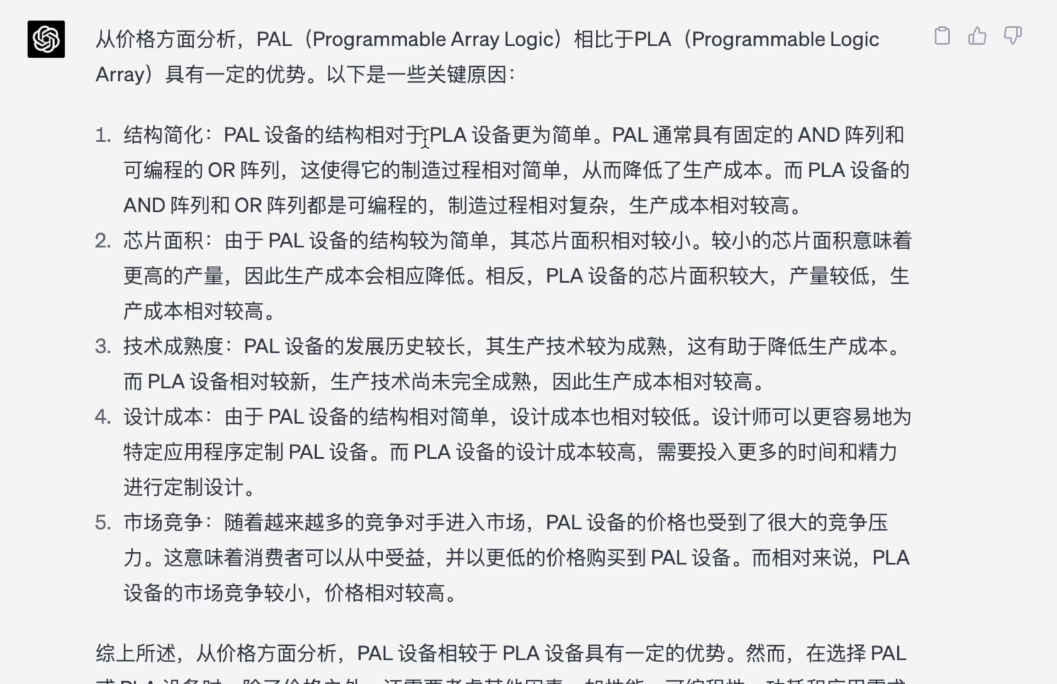 从价格方面分析，PAL（Programmable Array Logic）相比于PLA（Programmable Logic
Array）具有一定的优势。以下是一些关键原因：
1. 结构简化：PAL 设备的结构相对于PLA 设备更为简单。PAL 通常具有固定的 AND 阵列和
可编程的 OR 阵列，这使得它的制造过程相对简单，从而降低了生产成本。而 PLA 设备的
AND 阵列和 OR 阵列都是可编程的，制造过程相对复杂，生产成本相对较高。
2. 芯片面积：由于 PAL 设备的结构较为简单，其芯片面积相对较小。较小的芯片面积意味着
更高的产量，因此生产成本会相应降低。相反，PLA 设备的芯片面积较大，产量较低，生
产成本相对较高。
3. 技术成熟度：PAL 设备的发展历史较长，其生产技术较为成熟，这有助于降低生产成本。
而 PLA 设备相对较新，生产技术尚未完全成熟，因此生产成本相对较高。
4. 设计成本：由于 PAL 设备的结构相对简单，设计成本也相对较低。设计师可以更容易地为
特定应用程序定制 PAL 设备。而 PLA 设备的设计成本较高，需要投入更多的时间和精力
进行定制设计。
5. 市场竞争：随着越来越多的竞争对手进入市场，PAL 设备的价格也受到了很大的竞争压
力。这意味着消费者可以从中受益，并以更低的价格购买到 PAL 设备。而相对来说，PLA
设备的市场竞争较小，价格相对较高。
综上所述，从价格方面分析，PAL 设备相较于 PLA 设备具有一定的优势。然而，在选择 PAL